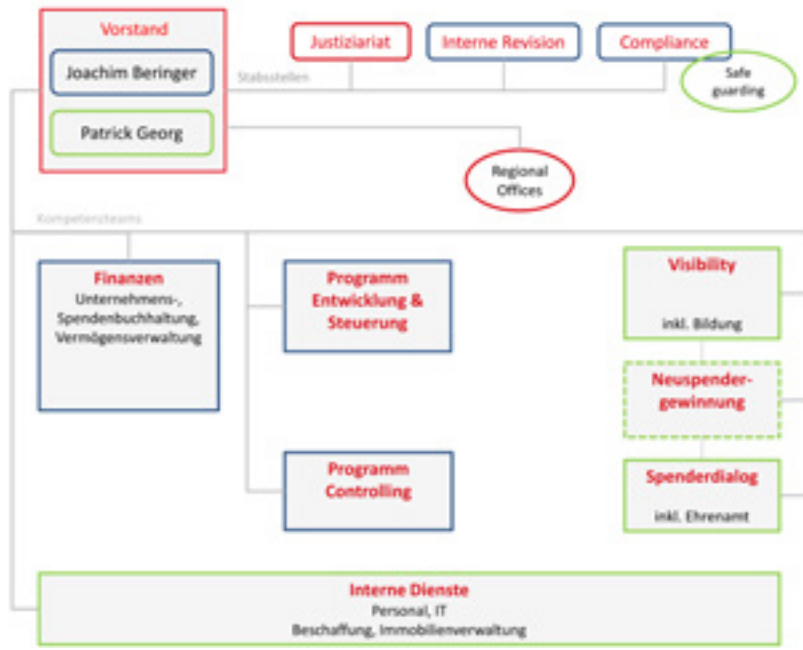 Vorstand
Joachim Beringer
Patrick Georg
Justiziariat
Interne Revision
Compliance
Safe
guarding
Stabsstellen
Regional
Offices
Kompetenzteams
Finanzen
Unternehmens-,
Spendenbuchhaltung,
Vermögensverwaltung
Programm
Entwicklung &
Steuerung
Programm
Controlling
Visibility
inkl. Bildung
Neuspender-
gewinnung
Spenderdialog
inkl. Ehrenamt
Interne Dienste
Personal, IT
Beschaffung, Immobilienverwaltung